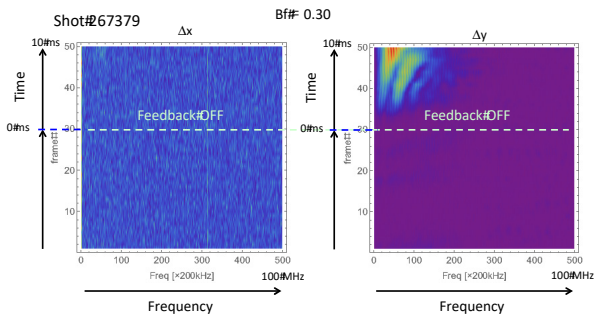 Shot#267379
Bf#= 0.30
10#ms
Δx
Δy
50
50
40
40
Time
Time
Feedback#OFF
Feedback#OFF
0#ms
0#ms
30
30
frame#
frame#
20
20
10
10
0
100
200
300
400
500
0
100
200
300
400
500
Freq [×200kHz]
100#MHz
Freq [×200kHz]
100#MHz
Frequency
Frequency